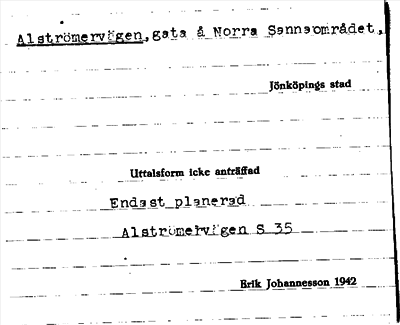 Alströmervägen, gata å Norra Sannaområdet,
Jönköpings stad
Uttalsform icke anträffad
Endast planerad
Alströmervägen S 35
Erik Johannesson 1942